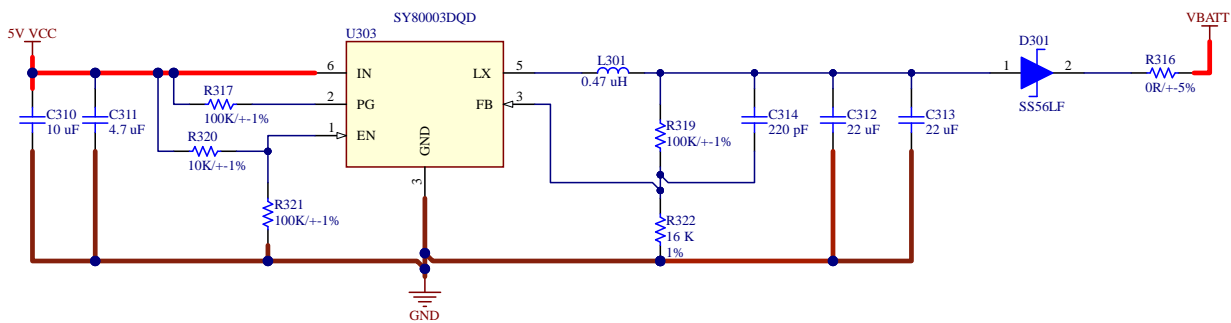 SY80003DQD
5V VCC
U303
VBATT
D301
L301
0.47 uH
R316
0R/+-5%
SS56LF
6
IN
LX
5
1
2
R317
100K/+-1%
2
PG
FB
3
C310
10 uF
C311
4.7 uF
R320
10K/+-1%
1
EN
GND
3
R319
100K/+-1%
C314
220 pF
C312
22 uF
C313
22 uF
R321
100K/+-1%
R322
16 K
1%
GND